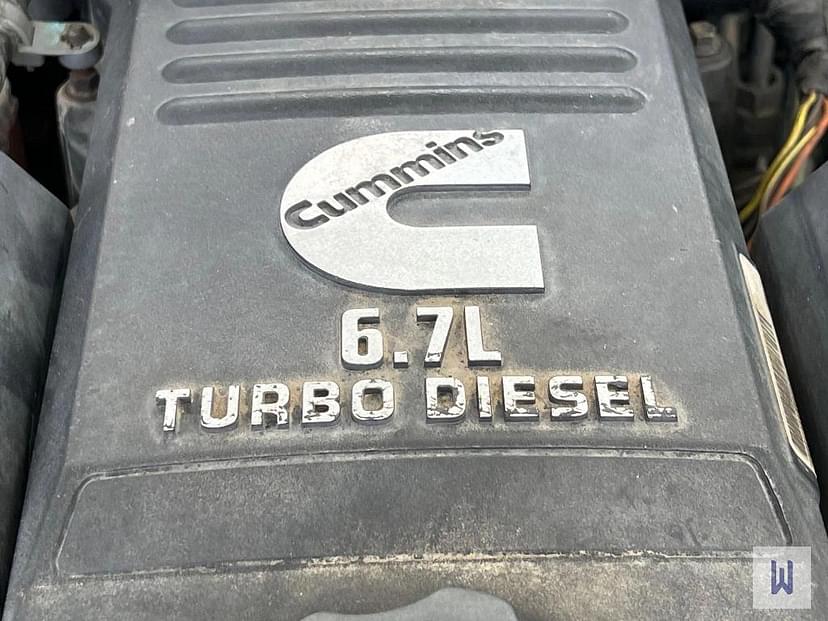 Cummins
6.7L
TURBO DIESEL
W